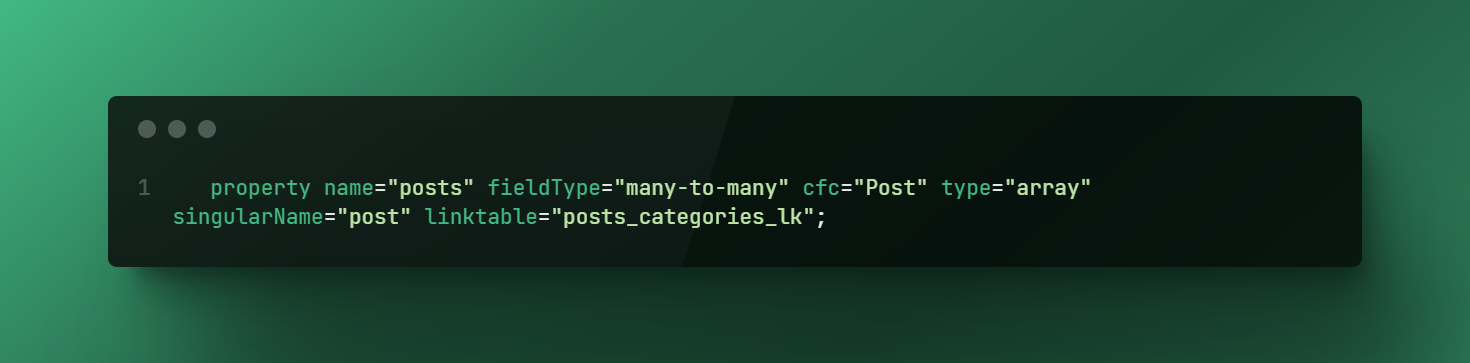 1 property name="posts" fieldType="many-to-many" cfc="Post" type="array"
singularName="post" linktable="posts_categories_lk";